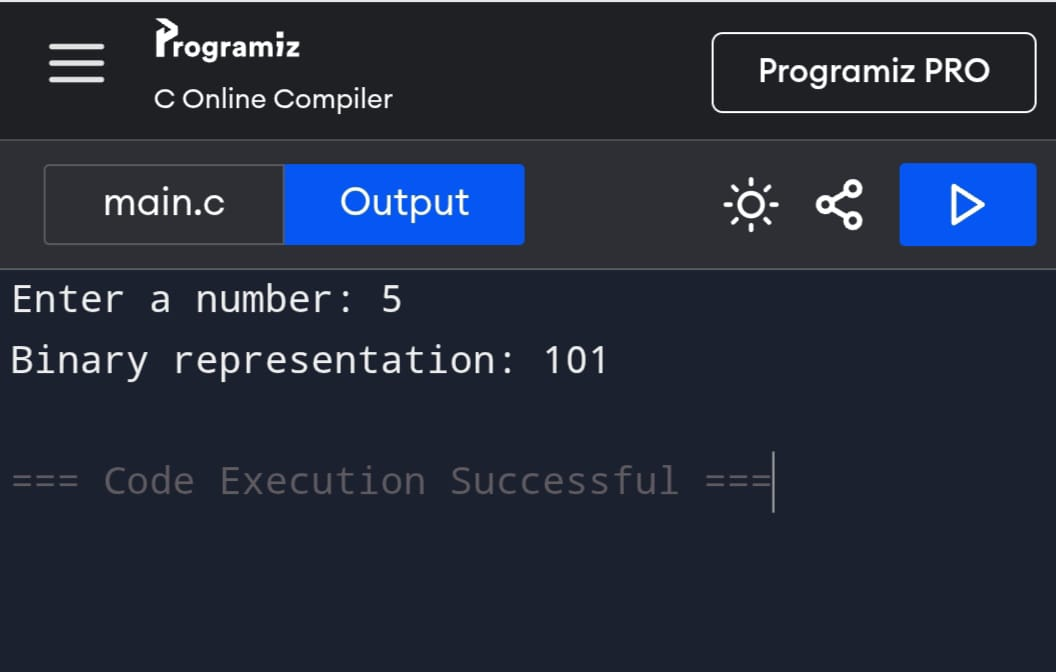 Programiz
C Online Compiler
Programiz PRO
main.c
Output
Enter a number: 5
Binary representation: 101
=== Code Execution Successful ===